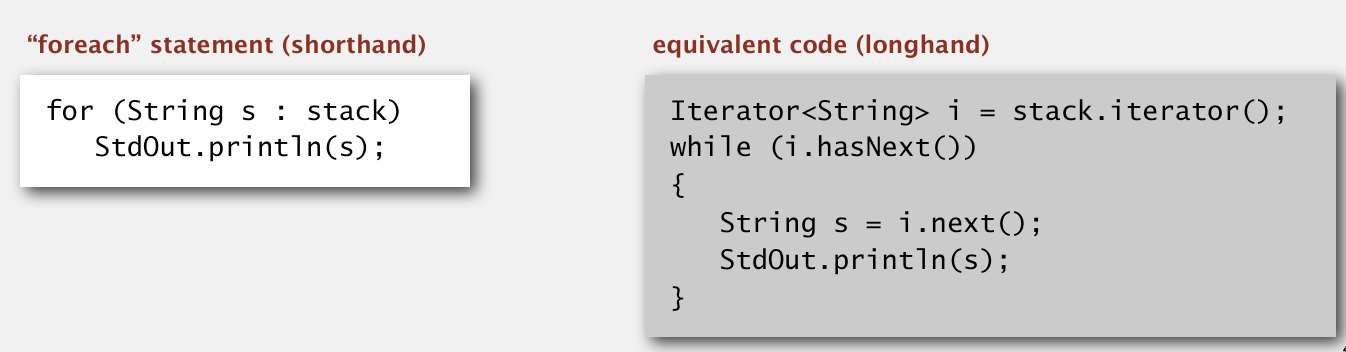 “foreach” statement (shorthand)
for (String s : stack)
StdOut.println(s);
equivalent code (longhand)
Iterator<String> i = stack.iterator();
while (i.hasNext())
{
String s = i.next();
StdOut.println(s);
}